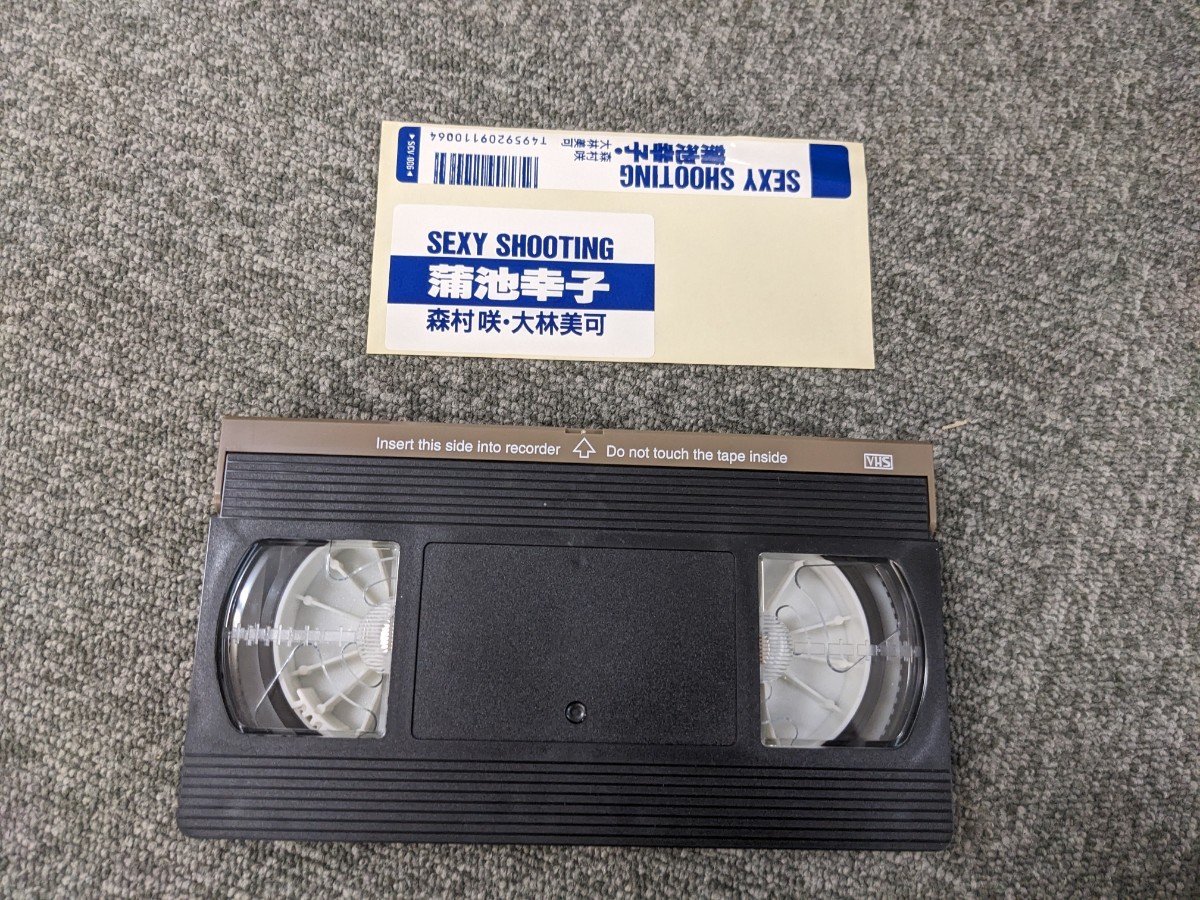 ▶ SCV-006 ◀
T4959209110064
SEXY SHOOTING
蒲池幸子・
森村咲
大林美可
SEXY SHOOTING
蒲池幸子
森村咲・大林美可
Insert this side into recorder ⇧ Do not touch the tape inside
VHS